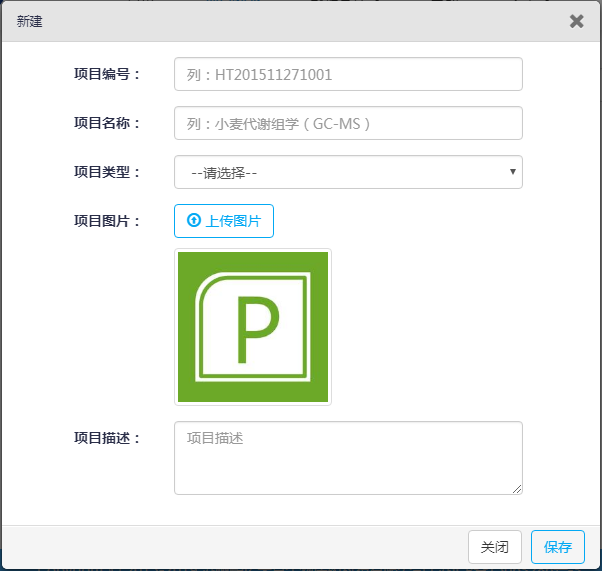 新建
项目编号：
列：HT201511271001
项目名称：
列：小麦代谢组学（GC-MS）
项目类型：
--请选择--
项目图片：
上传图片
P
项目描述：
项目描述
关闭
保存